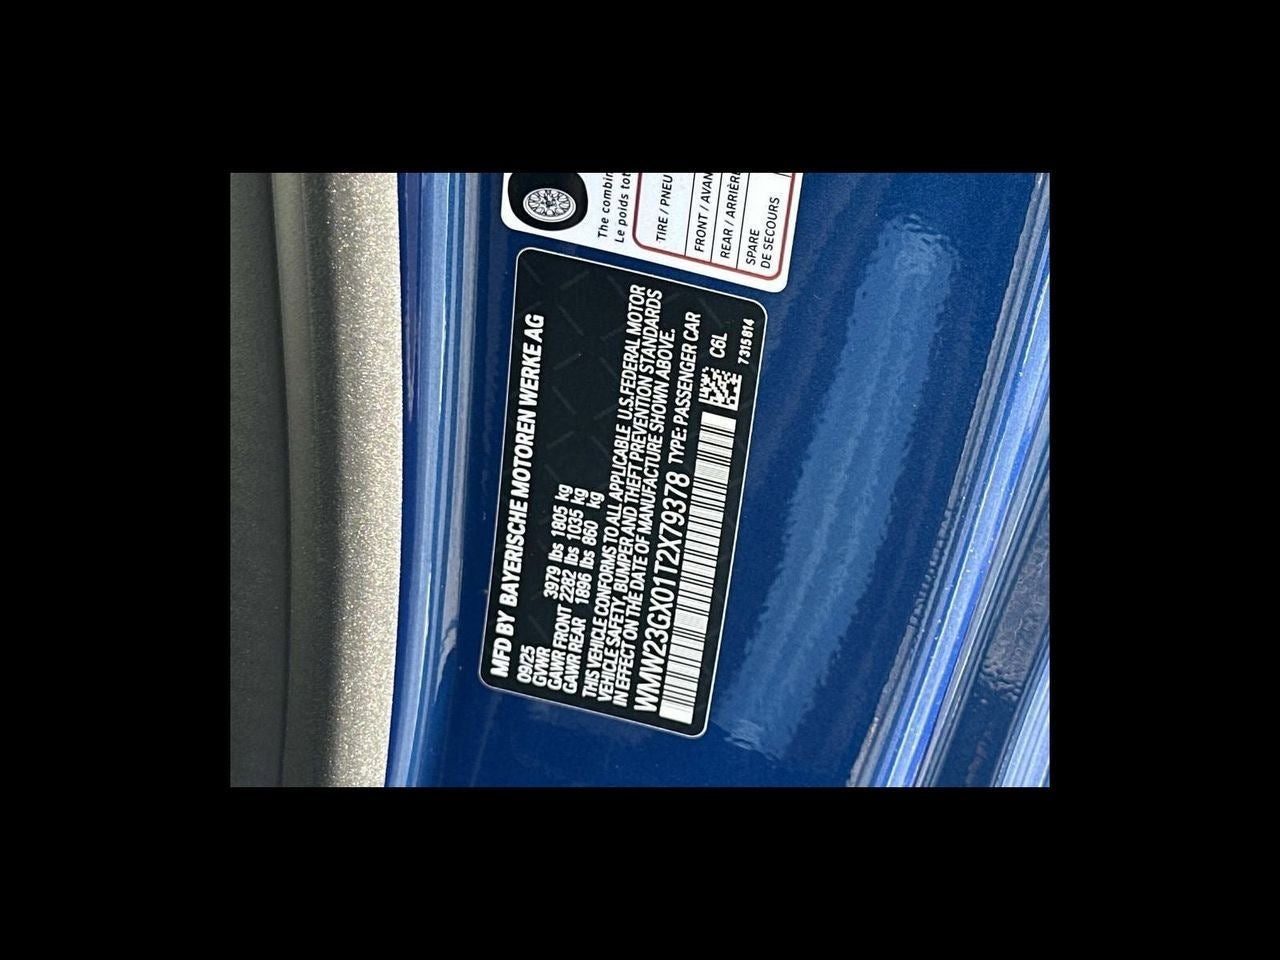 The combin
Le poids tot
TIRE / PNEU
FRONT / AVAN
REAR / ARRIÈRE
SPARE
DE SECOURS
MFD BY BAYERISCHE MOTOREN WERKE AG
09/25
GVWR 3979 lbs 1805 kg
GAWR FRONT 2282 lbs 1035 kg
GAWR REAR 1896 lbs 860 kg
THIS VEHICLE CONFORMS TO ALL APPLICABLE U.S.FEDERAL MOTOR
VEHICLE SAFETY, BUMPER AND THEFT PREVENTION STANDARDS
IN EFFECT ON THE DATE OF MANUFACTURE SHOWN ABOVE.
WMW23GX01T2X79378 TYPE: PASSENGER CAR
C6L
7315814